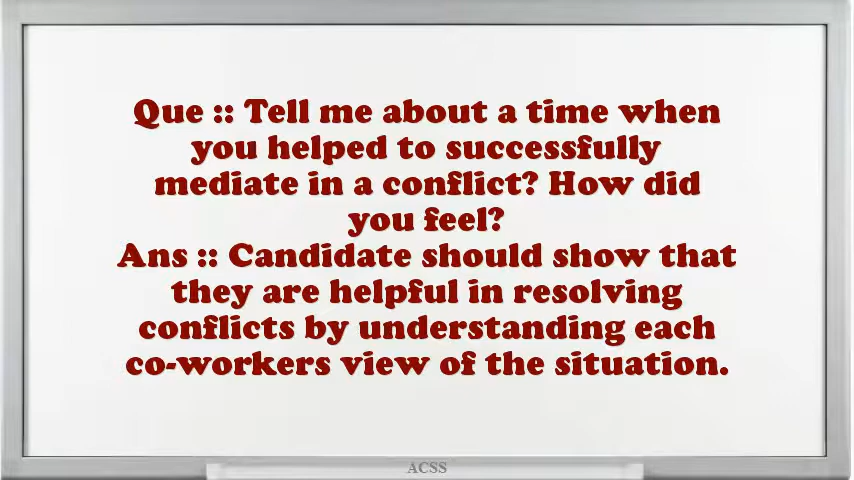 Que :: Tell me about a time when
you helped to successfully
mediate in a conflict? How did
you feel?
Ans :: Candidate should show that
they are helpful in resolving
conflicts by understanding each
co-workers view of the situation.
ACSS